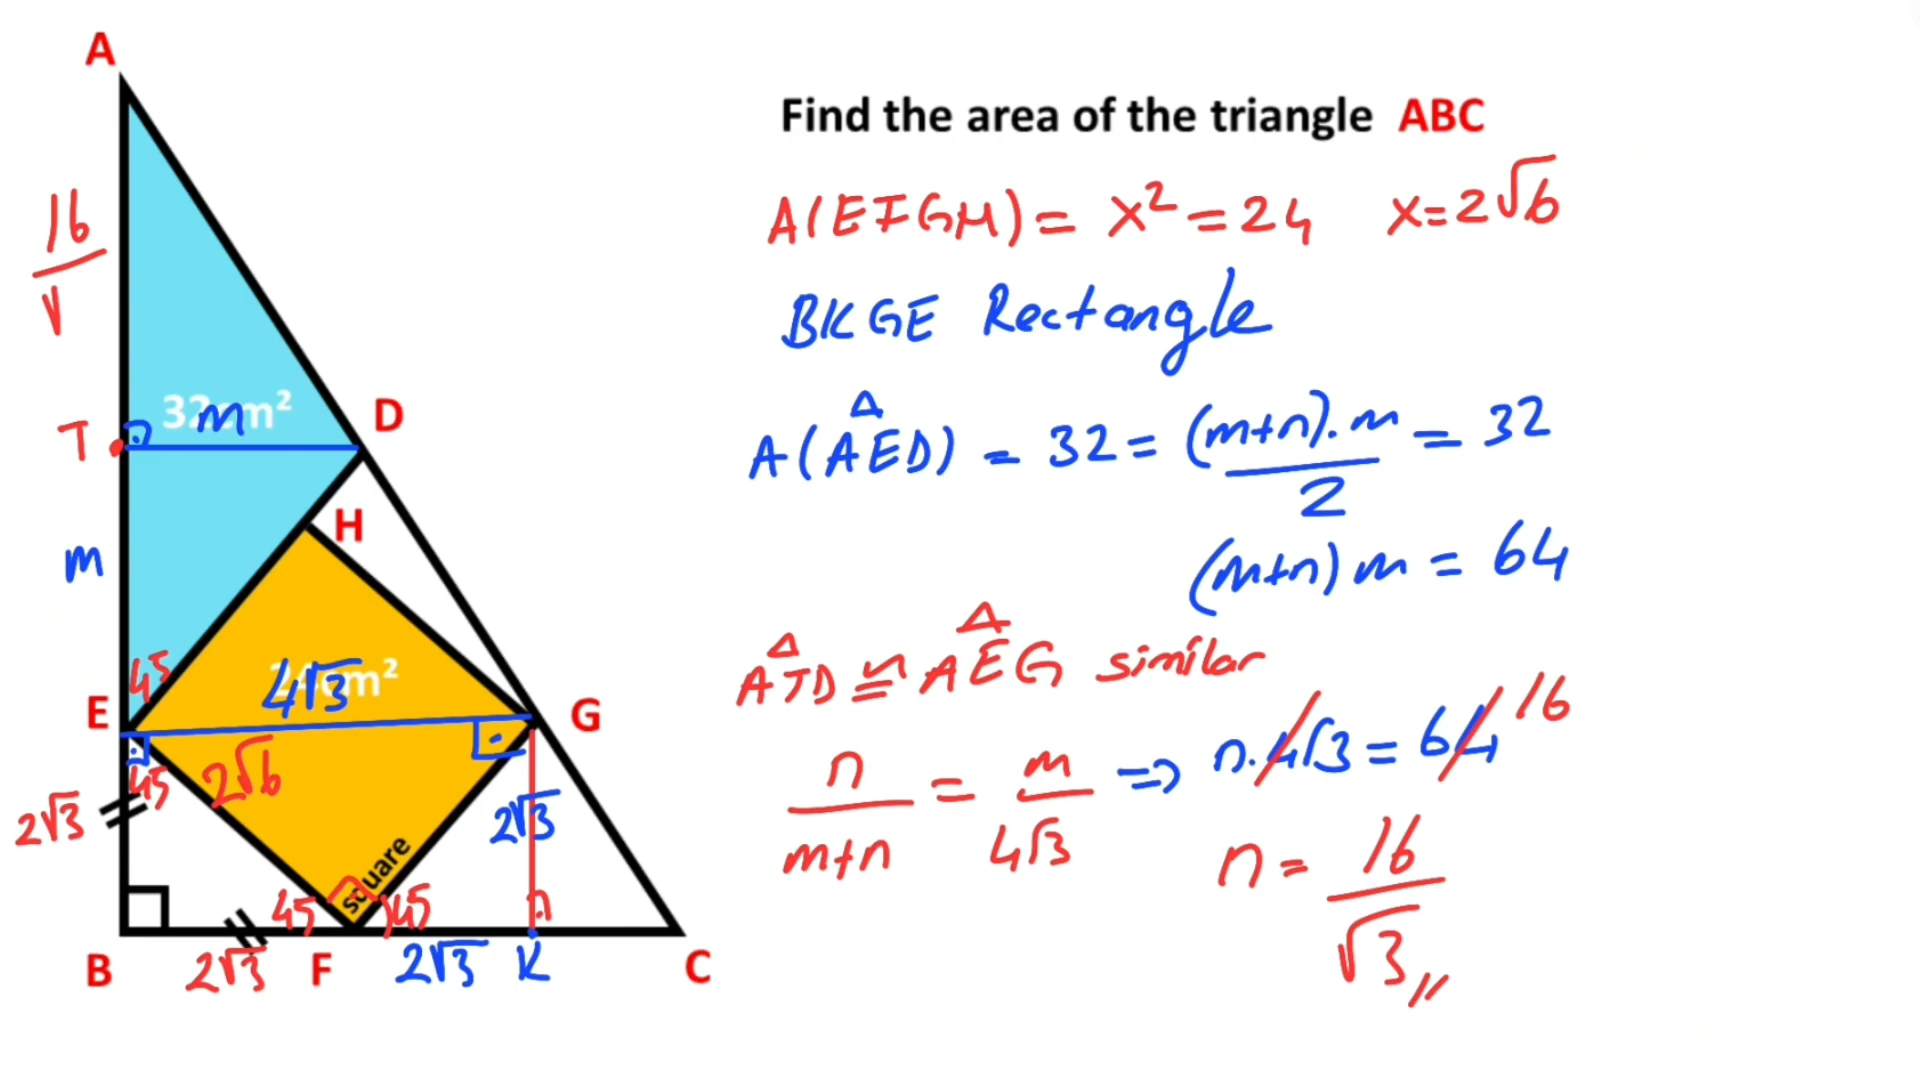 A
Find the area of the triangle ABC
A(EFGH) = x² = 24 x = 2√6
16
√
BKGE Rectangle
32cm²
m
D
T
A(AED) = 32 = (m+n).m / 2 = 32
H
m
(m+n) m = 64
45
ATD ≅ AEG similar
24cm²
4√3
E
G
n / m+n = m / 4√3 ⇒ n.4√3 = 64 16
45
2√6
2√3
2√3
n = 16 / √3 //
square
45
45
B
2√3
F
2√3
K
C